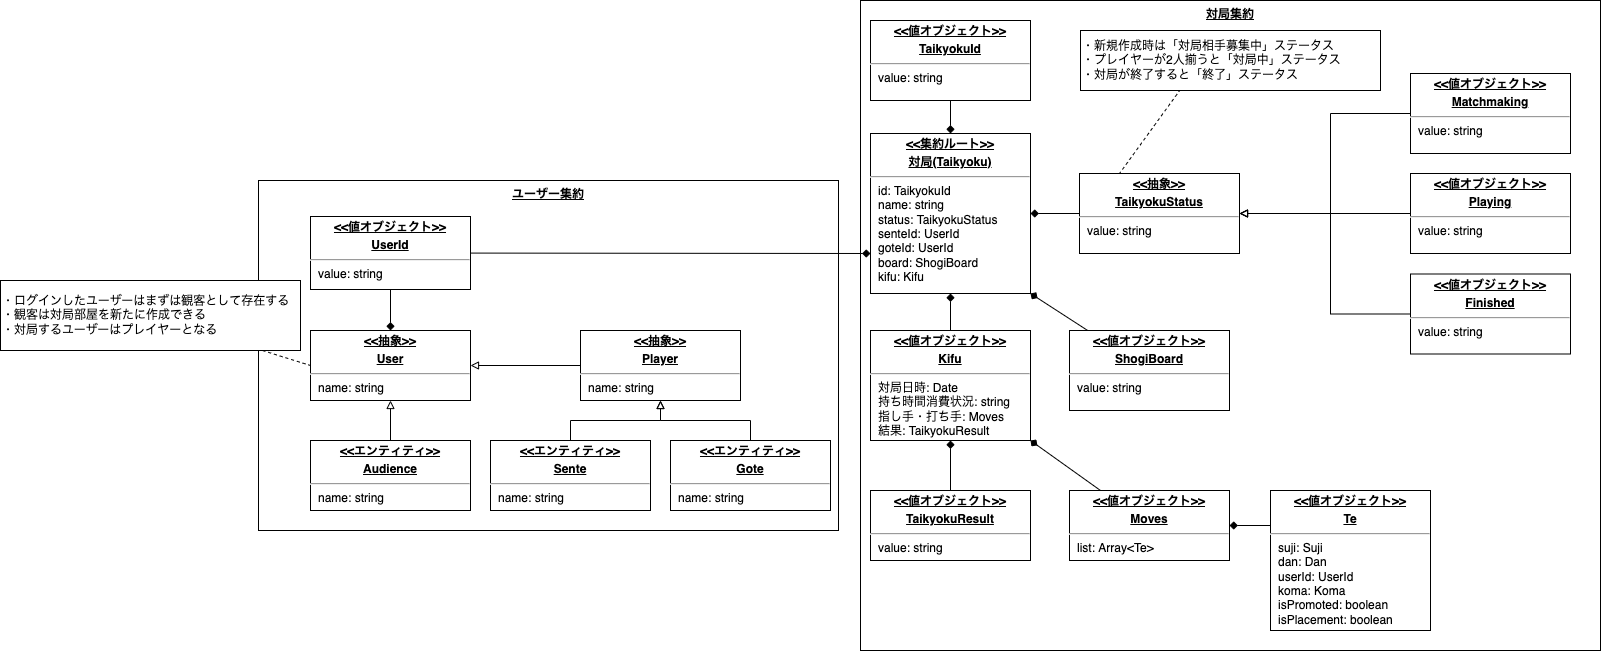 ユーザー集約
<<値オブジェクト>>
UserId
value: string
・ログインしたユーザーはまずは観客として存在する
・観客は対局部屋を新たに作成できる
・対局するユーザーはプレイヤーとなる
<<抽象>>
User
name: string
<<抽象>>
Player
name: string
<<エンティティ>>
Audience
name: string
<<エンティティ>>
Sente
name: string
<<エンティティ>>
Gote
name: string
対局集約
<<値オブジェクト>>
TaikyokuId
value: string
・新規作成時は「対局相手募集中」ステータス
・プレイヤーが2人揃うと「対局中」ステータス
・対局が終了すると「終了」ステータス
<<集約ルート>>
対局(Taikyoku)
id: TaikyokuId
name: string
status: TaikyokuStatus
senteId: UserId
goteId: UserId
board: ShogiBoard
kifu: Kifu
<<抽象>>
TaikyokuStatus
value: string
<<値オブジェクト>>
Matchmaking
value: string
<<値オブジェクト>>
Playing
value: string
<<値オブジェクト>>
Finished
value: string
<<値オブジェクト>>
Kifu
対局日時: Date
持ち時間消費状況: string
指し手・打ち手: Moves
結果: TaikyokuResult
<<値オブジェクト>>
ShogiBoard
value: string
<<値オブジェクト>>
TaikyokuResult
value: string
<<値オブジェクト>>
Moves
list: Array<Te>
<<値オブジェクト>>
Te
suji: Suji
dan: Dan
userId: UserId
koma: Koma
isPromoted: boolean
isPlacement: boolean